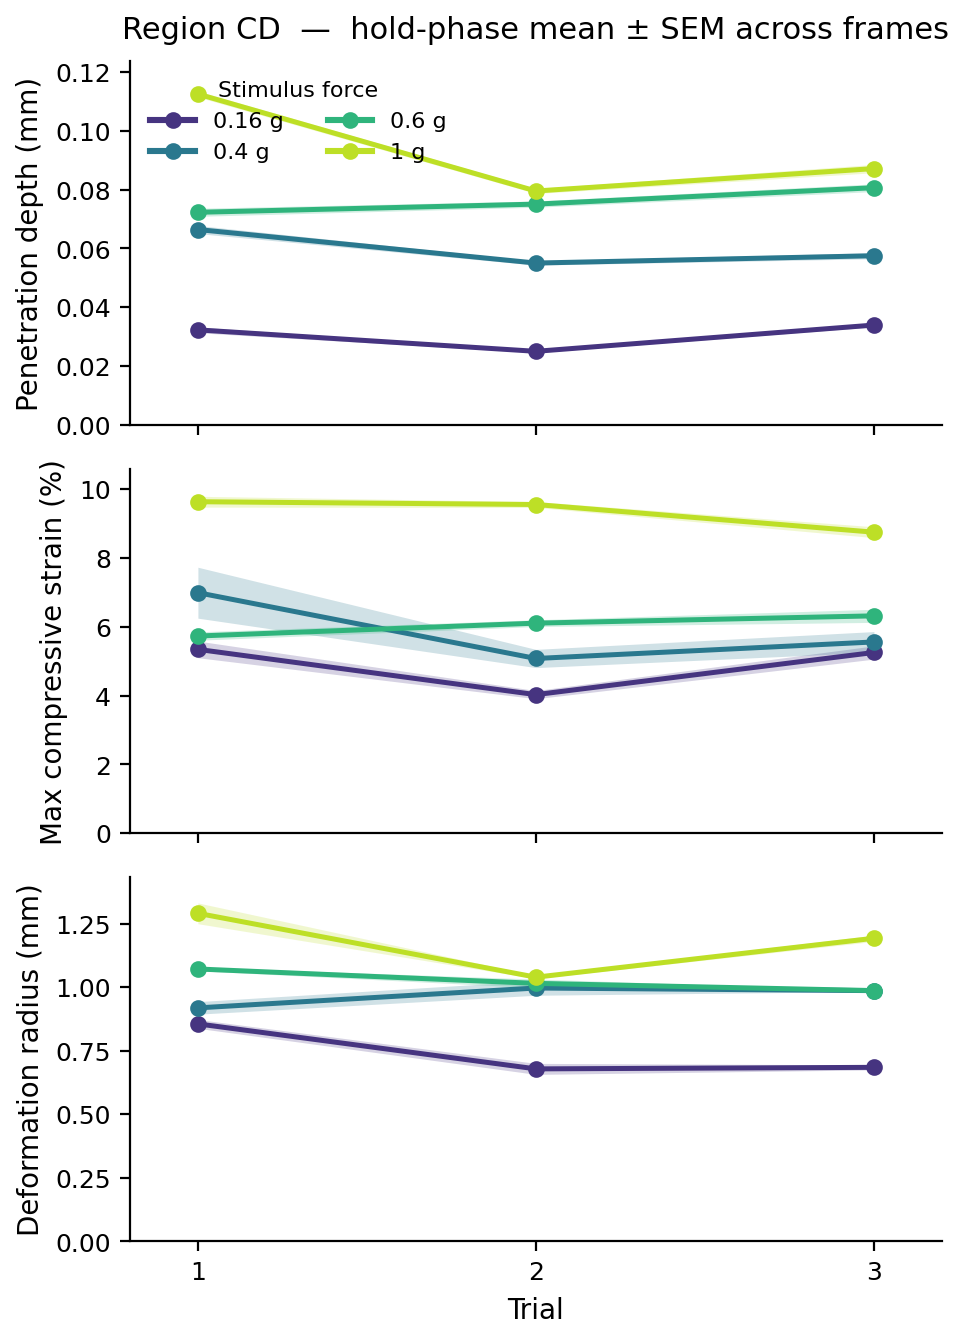 Region CD — hold-phase mean ± SEM across frames
Penetration depth (mm)
0.12
0.10
0.08
0.06
0.04
0.02
0.00
Stimulus force
0.16 g
0.4 g
0.6 g
1 g
Max compressive strain (%)
10
8
6
4
2
0
Deformation radius (mm)
1.25
1.00
0.75
0.50
0.25
0.00
1
2
3
Trial